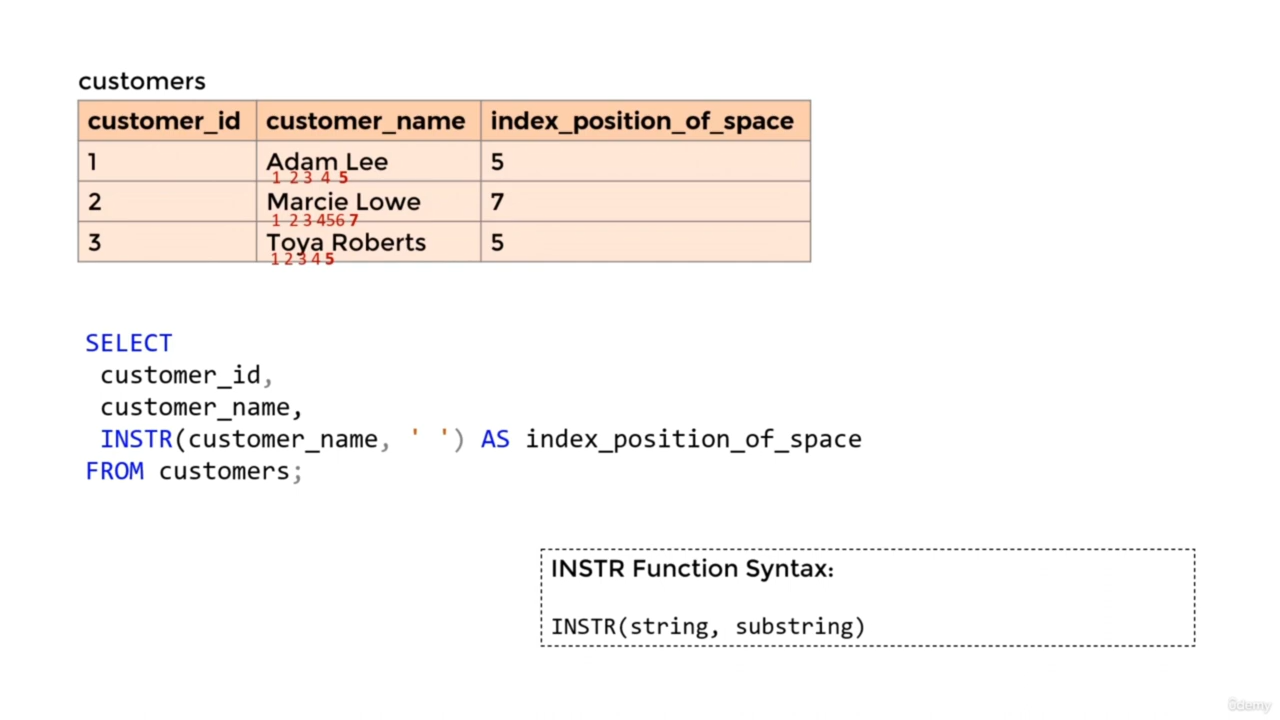 customers
customer_id customer_name index_position_of_space
1 Adam Lee 5
1 2 3 4 5
2 Marcie Lowe 7
1 2 3 4 5 6 7
3 Toya Roberts 5
1 2 3 4 5
SELECT
customer_id,
customer_name,
INSTR(customer_name, ' ') AS index_position_of_space
FROM customers;
INSTR Function Syntax:
INSTR(string, substring)
ûdemy